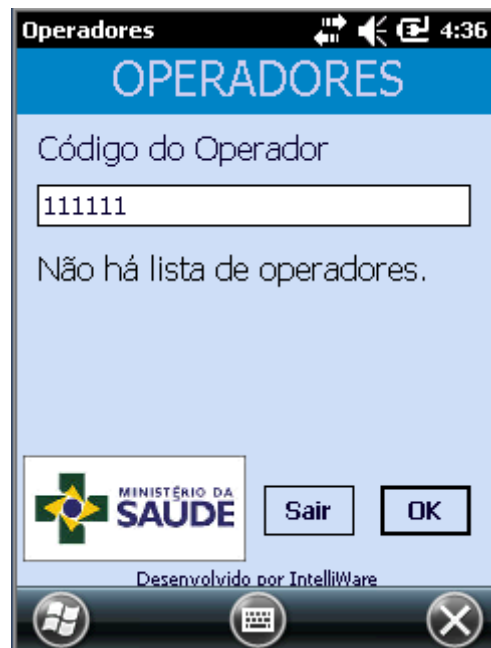 Operadores 4:36
OPERADORES
Código do Operador
111111
Não há lista de operadores.
MINISTÉRIO DA
SAÚDE
Sair OK
Desenvolvido por IntelliWare